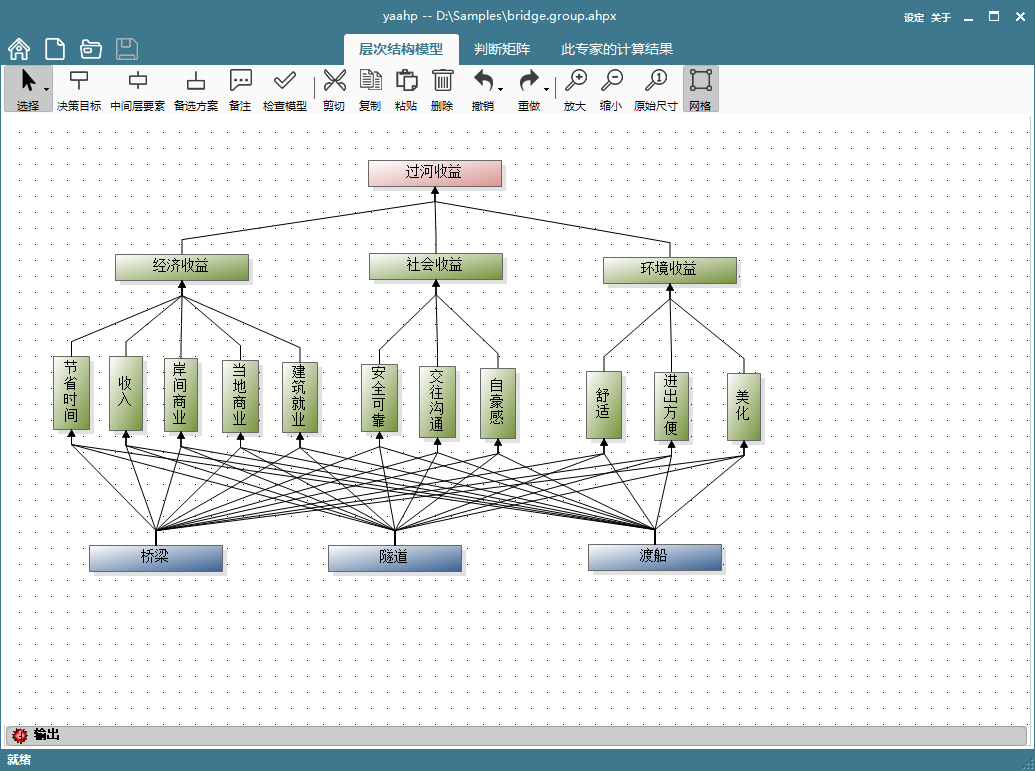 yaahp -- D:\Samples\bridge.group.ahpx
设定 关于
层次结构模型 判断矩阵 此专家的计算结果
选择 决策目标 中间层要素 备选方案 备注 检查模型 剪切 复制 粘贴 删除 撤销 重做 放大 缩小 原始尺寸 网格
过河收益
经济收益 社会收益 环境收益
节省时间 收入 岸间商业 当地商业 建筑就业 安全可靠 交往沟通 自豪感 舒适 进出方便 美化
桥梁 隧道 渡船
输出
就绪